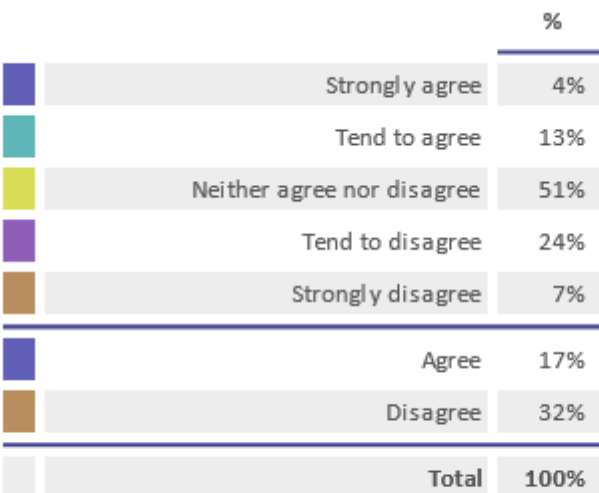 %
Strongly agree 4%
Tend to agree 13%
Neither agree nor disagree 51%
Tend to disagree 24%
Strongly disagree 7%
Agree 17%
Disagree 32%
Total 100%